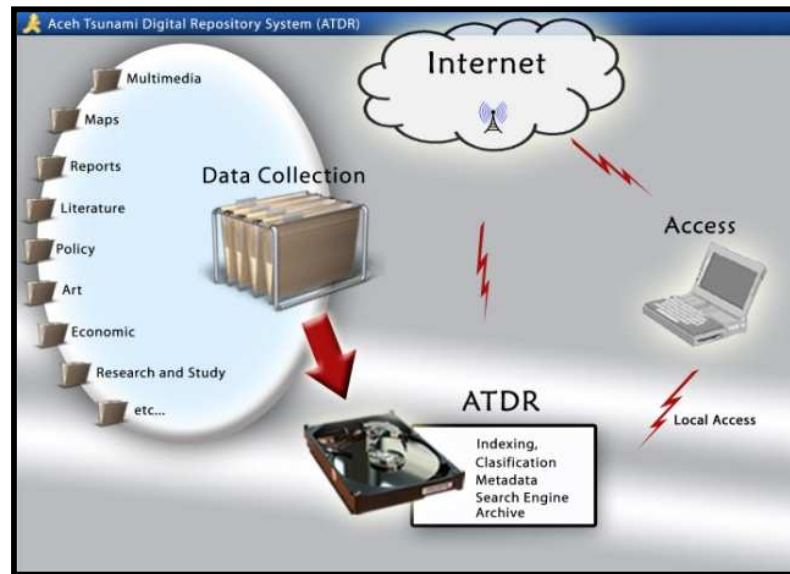 Aceh Tsunami Digital Repository System (ATDR)
Internet
Multimedia
Maps
Reports
Literature
Policy
Art
Economic
Research and Study
etc...
Data Collection
Access
Local Access
ATDR
Indexing,
Clasification
Metadata
Search Engine
Archive